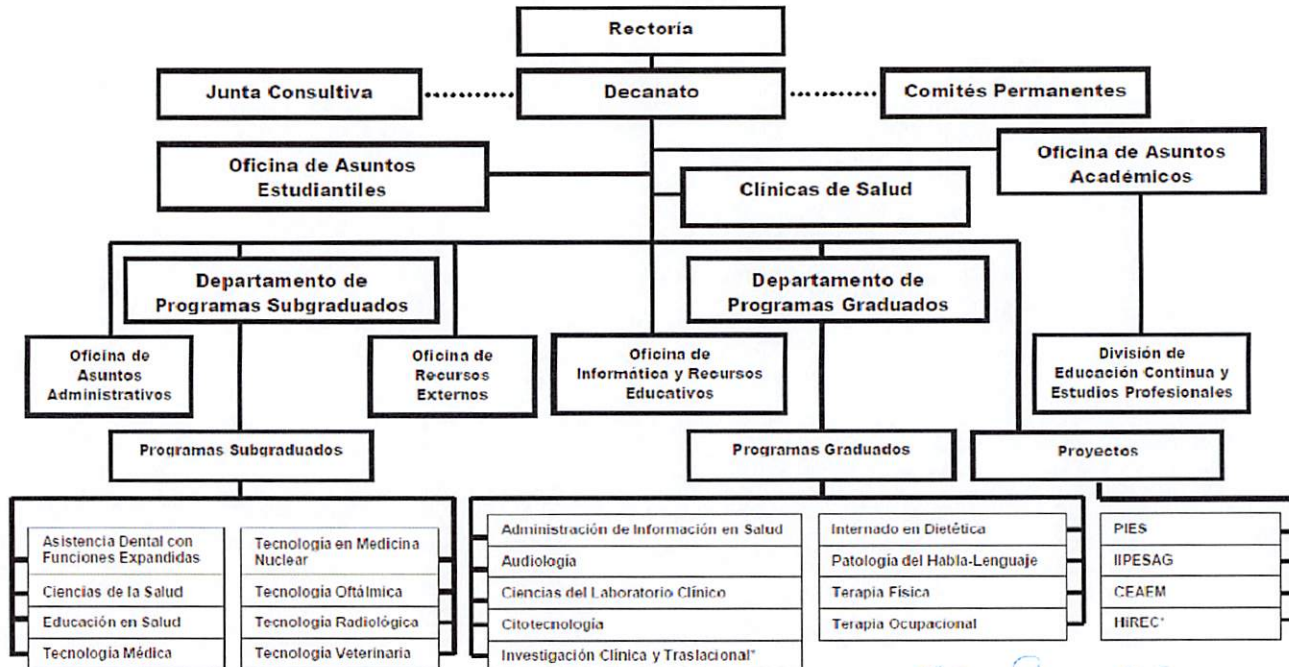 Rectoría
Junta Consultiva
Decanato
Comités Permanentes
Oficina de Asuntos
Estudiantiles
Oficina de Asuntos
Académicos
Clínicas de Salud
Departamento de
Programas Subgraduados
Departamento de
Programas Graduados
Oficina de
Asuntos
Administrativos
Oficina de
Recursos
Externos
Oficina de
Informática y Recursos
Educativos
División de
Educación Continua y
Estudios Profesionales
Programas Subgraduados
Programas Graduados
Proyectos
Asistencia Dental con
Funciones Expandidas
Ciencias de la Salud
Educación en Salud
Tecnología Médica
Tecnología en Medicina
Nuclear
Tecnología Oftálmica
Tecnología Radiológica
Tecnología Veterinaria
Administración de Información en Salud
Audiología
Ciencias del Laboratorio Clínico
Citotecnología
Investigación Clínica y Traslacional*
Internado en Dietética
Patología del Habla-Lenguaje
Terapia Física
Terapia Ocupacional
PIES
IIPESAG
CEAEM
HiREC*